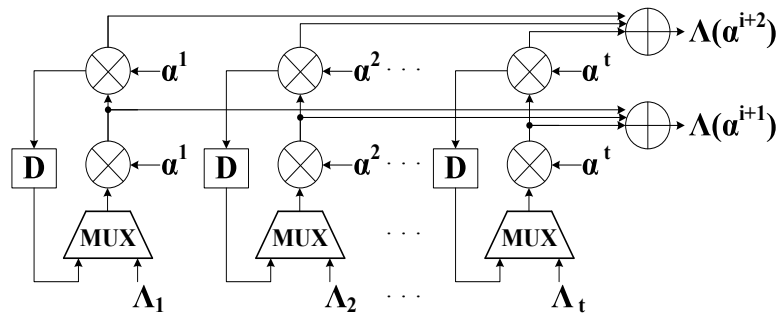 Λ(α^{i+2})
α^1 α^2 · · · α^t
Λ(α^{i+1})
D D D
α^1 α^2 · · · α^t
MUX MUX · · · MUX
Λ_1 Λ_2 · · · Λ_t